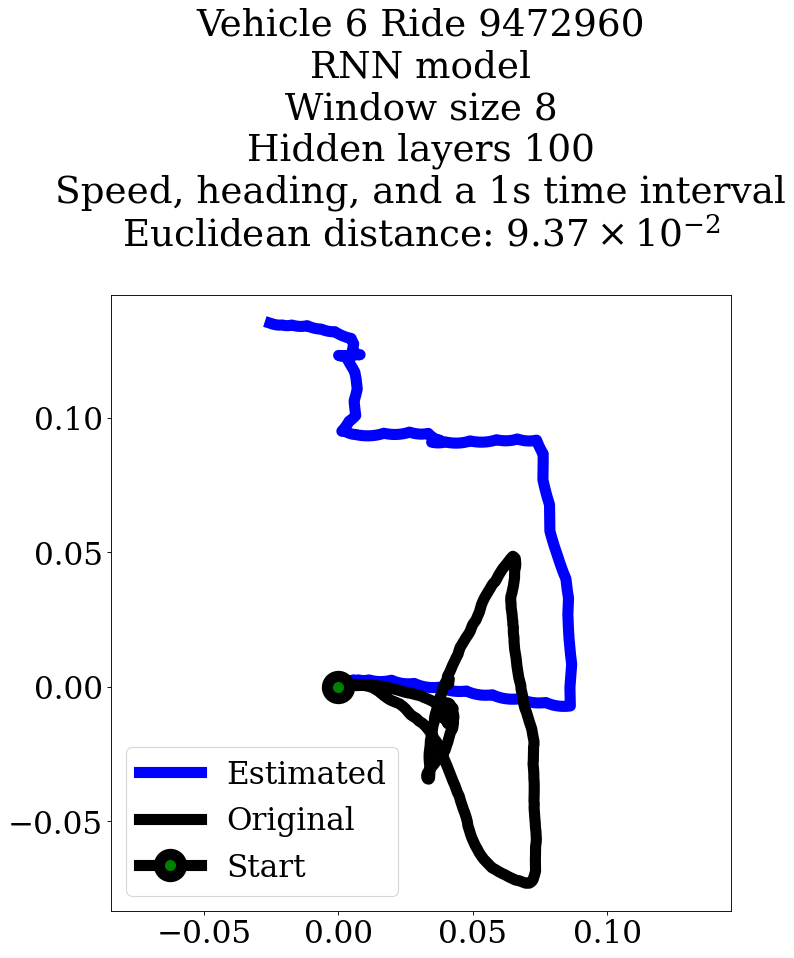 Vehicle 6 Ride 9472960
RNN model
Window size 8
Hidden layers 100
Speed, heading, and a 1s time interval
Euclidean distance: 9.37 × 10⁻²
0.10
0.05
0.00
−0.05
Estimated
Original
Start
−0.05 0.00 0.05 0.10